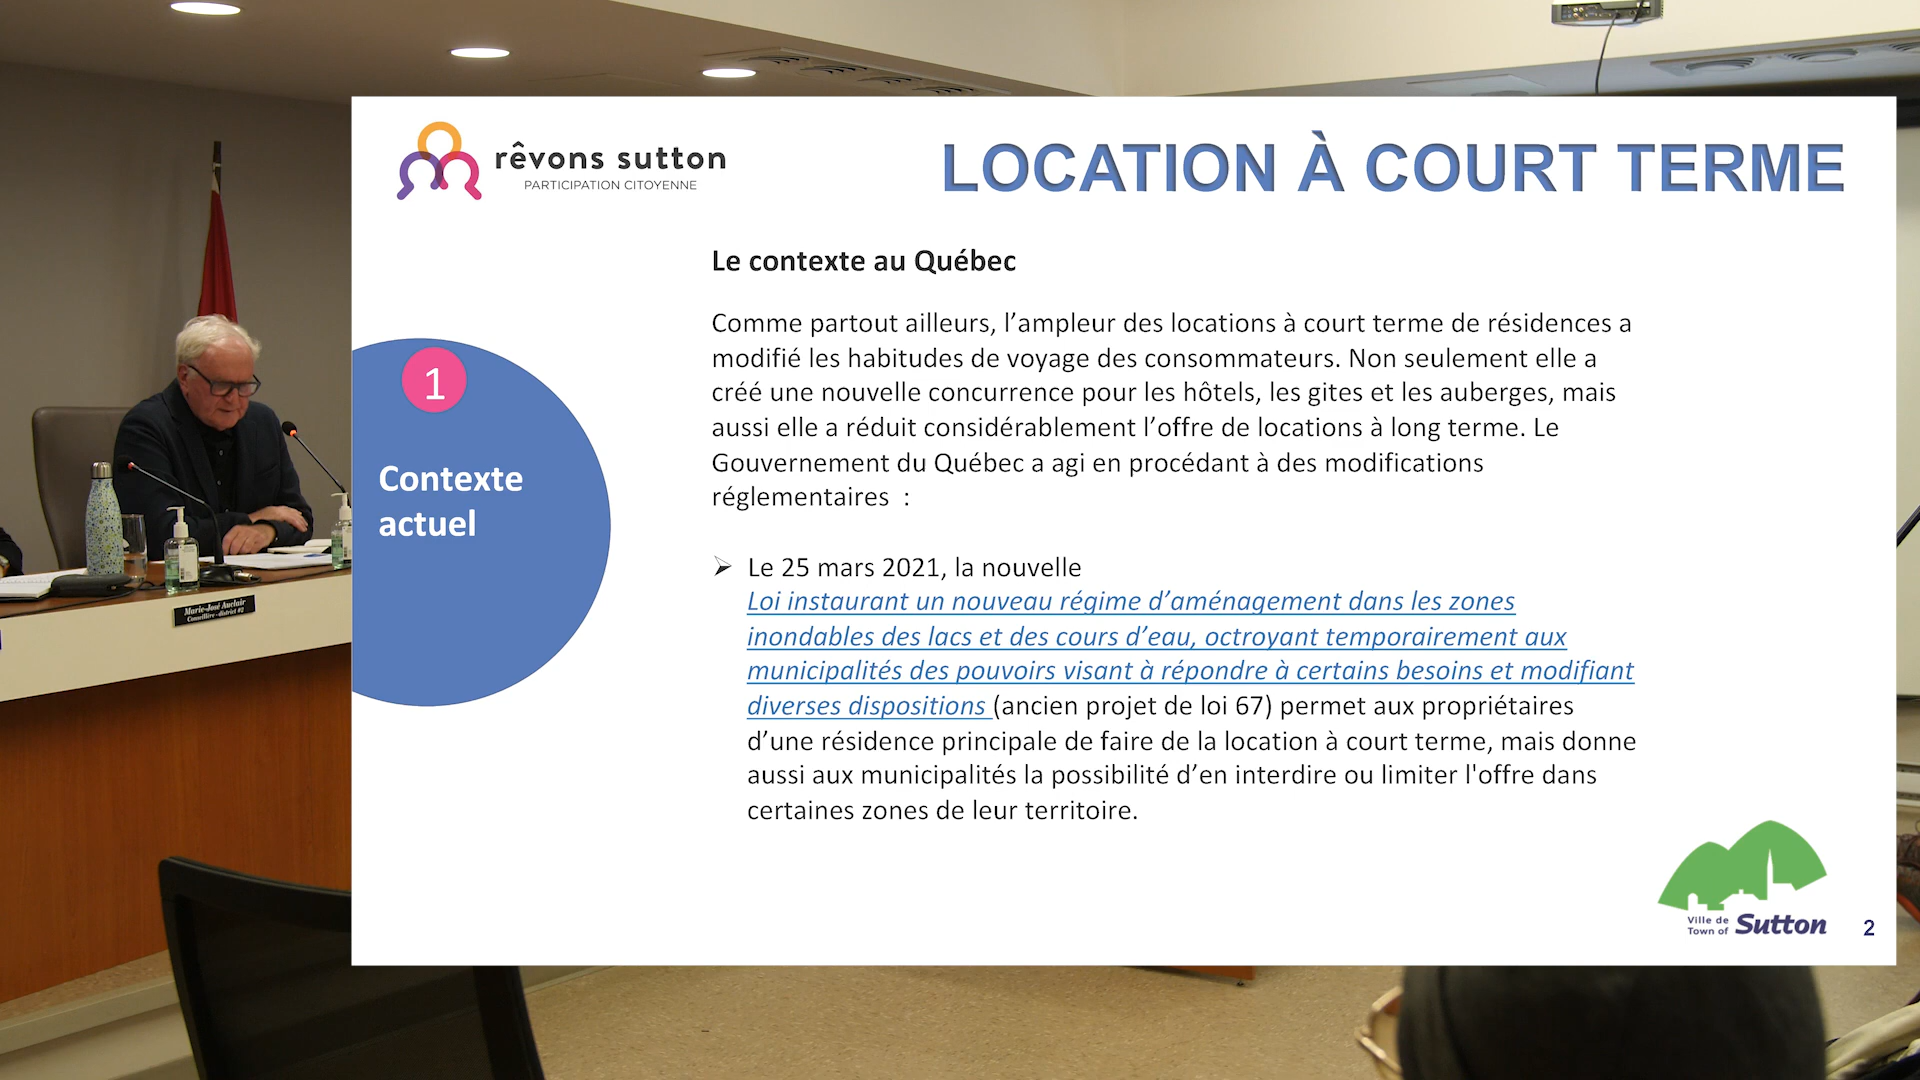 rêvons sutton
PARTICIPATION CITOYENNE
LOCATION À COURT TERME
Le contexte au Québec
Comme partout ailleurs, l’ampleur des locations à court terme de résidences a
modifié les habitudes de voyage des consommateurs. Non seulement elle a
créé une nouvelle concurrence pour les hôtels, les gites et les auberges, mais
aussi elle a réduit considérablement l’offre de locations à long terme. Le
Gouvernement du Québec a agi en procédant à des modifications
réglementaires :
1
Contexte
actuel
➢ Le 25 mars 2021, la nouvelle
Loi instaurant un nouveau régime d’aménagement dans les zones
inondables des lacs et des cours d’eau, octroyant temporairement aux
municipalités des pouvoirs visant à répondre à certains besoins et modifiant
diverses dispositions (ancien projet de loi 67) permet aux propriétaires
d’une résidence principale de faire de la location à court terme, mais donne
aussi aux municipalités la possibilité d’en interdire ou limiter l'offre dans
certaines zones de leur territoire.
Marie-José Auclair
Conseillère - district #2
Ville de
Town of Sutton
2